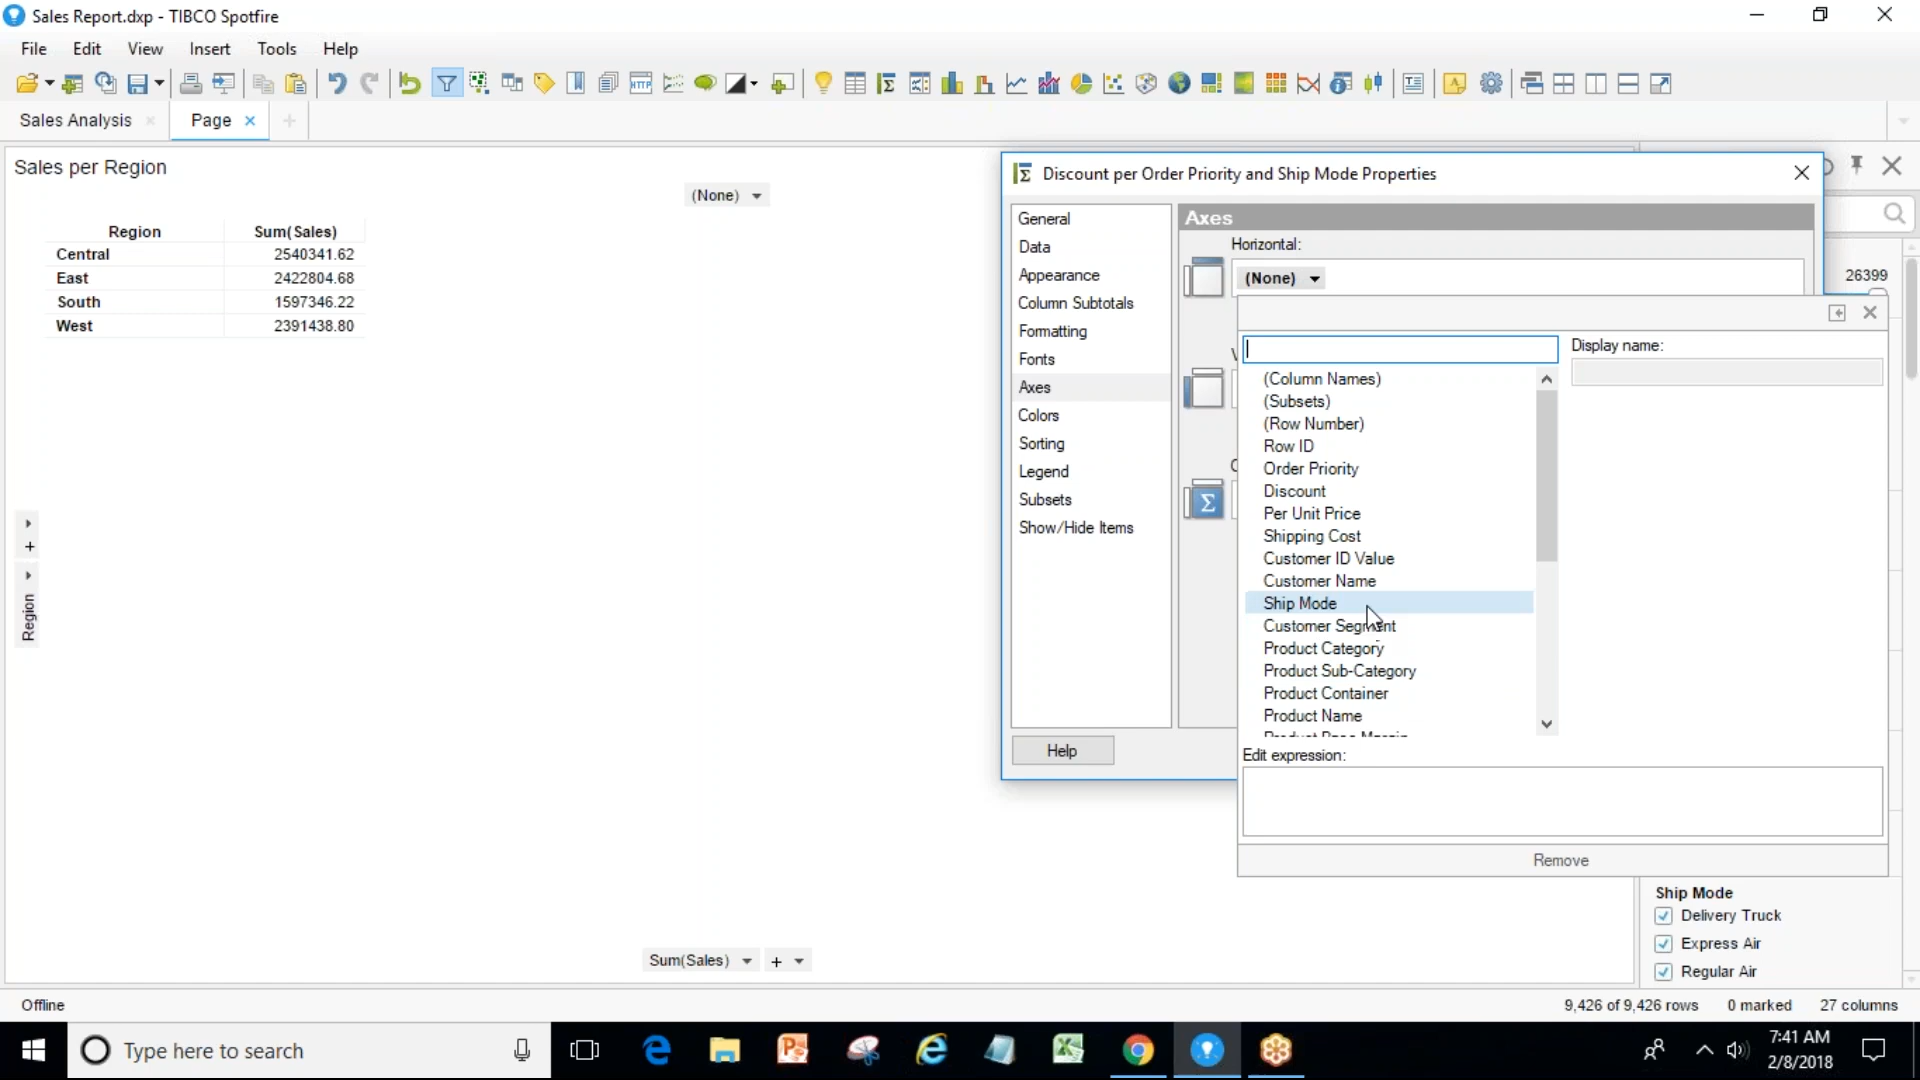 Sales Report.dxp - TIBCO Spotfire
File Edit View Insert Tools Help
Sales Analysis
Page
Sales per Region
(None)
Region Sum(Sales)
Central 2540341.62
East 2422804.68
South 1597346.22
West 2391438.80
+
Region
Sum(Sales) +
Discount per Order Priority and Ship Mode Properties
General
Data
Appearance
Column Subtotals
Formatting
Fonts
Axes
Colors
Sorting
Legend
Subsets
Show/Hide Items
Help
Axes
Horizontal:
(None)
26399
Display name:
(Column Names)
(Subsets)
(Row Number)
Row ID
Order Priority
Discount
Per Unit Price
Shipping Cost
Customer ID Value
Customer Name
Ship Mode
Customer Segment
Product Category
Product Sub-Category
Product Container
Product Name
Edit expression:
Remove
Ship Mode
Delivery Truck
Express Air
Regular Air
Offline
9,426 of 9,426 rows 0 marked 27 columns
Type here to search
7:41 AM
2/8/2018